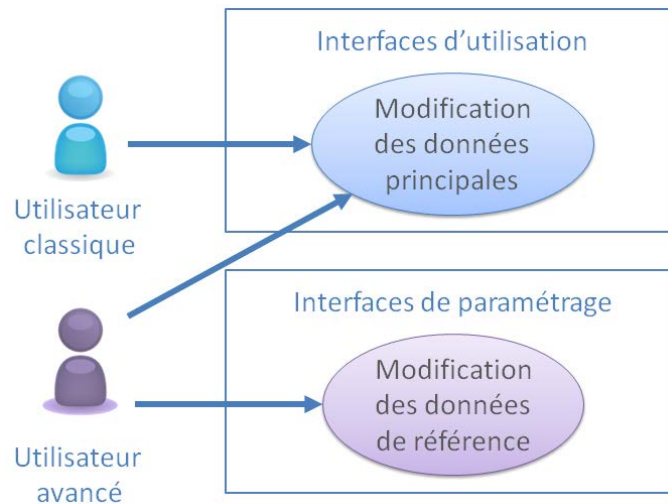 Interfaces d'utilisation
Modification
des données
principales
Utilisateur
classique
Interfaces de paramétrage
Modification
des données
de référence
Utilisateur
avancé